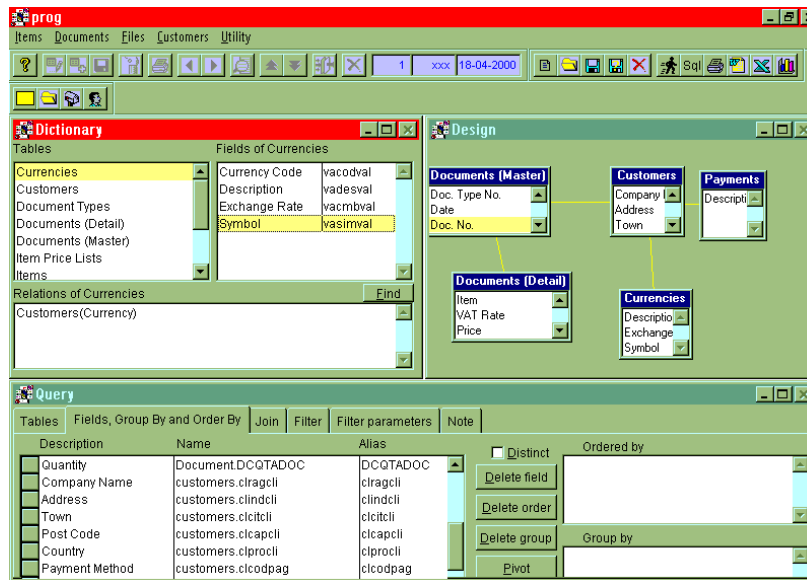 prog
Items Documents Files Customers Utility
1 xxx 18-04-2000 Sql
Dictionary
Tables Fields of Currencies
Currencies
Customers
Document Types
Documents (Detail)
Documents (Master)
Item Price Lists
Items
Currency Code vacodval
Description vadesval
Exchange Rate vacmbval
Symbol vasimval
Relations of Currencies Find
Customers(Currency)
Design
Documents (Master)
Doc. Type No.
Date
Doc. No.
Customers
Company
Address
Town
Payments
Descripti
Documents (Detail)
Item
VAT Rate
Price
Currencies
Descriptio
Exchange
Symbol
Query
Tables Fields, Group By and Order By Join Filter Filter parameters Note
Description Name Alias
Quantity Document.DCQTADOC DCQTADOC
Company Name customers.clragcli clragcli
Address customers.clindcli clindcli
Town customers.clcitcli clcitcli
Post Code customers.clcapcli clcapcli
Country customers.clprocli clprocli
Payment Method customers.clcodpag clcodpag
Distinct
Delete field
Delete order
Delete group
Pivot
Ordered by
Group by